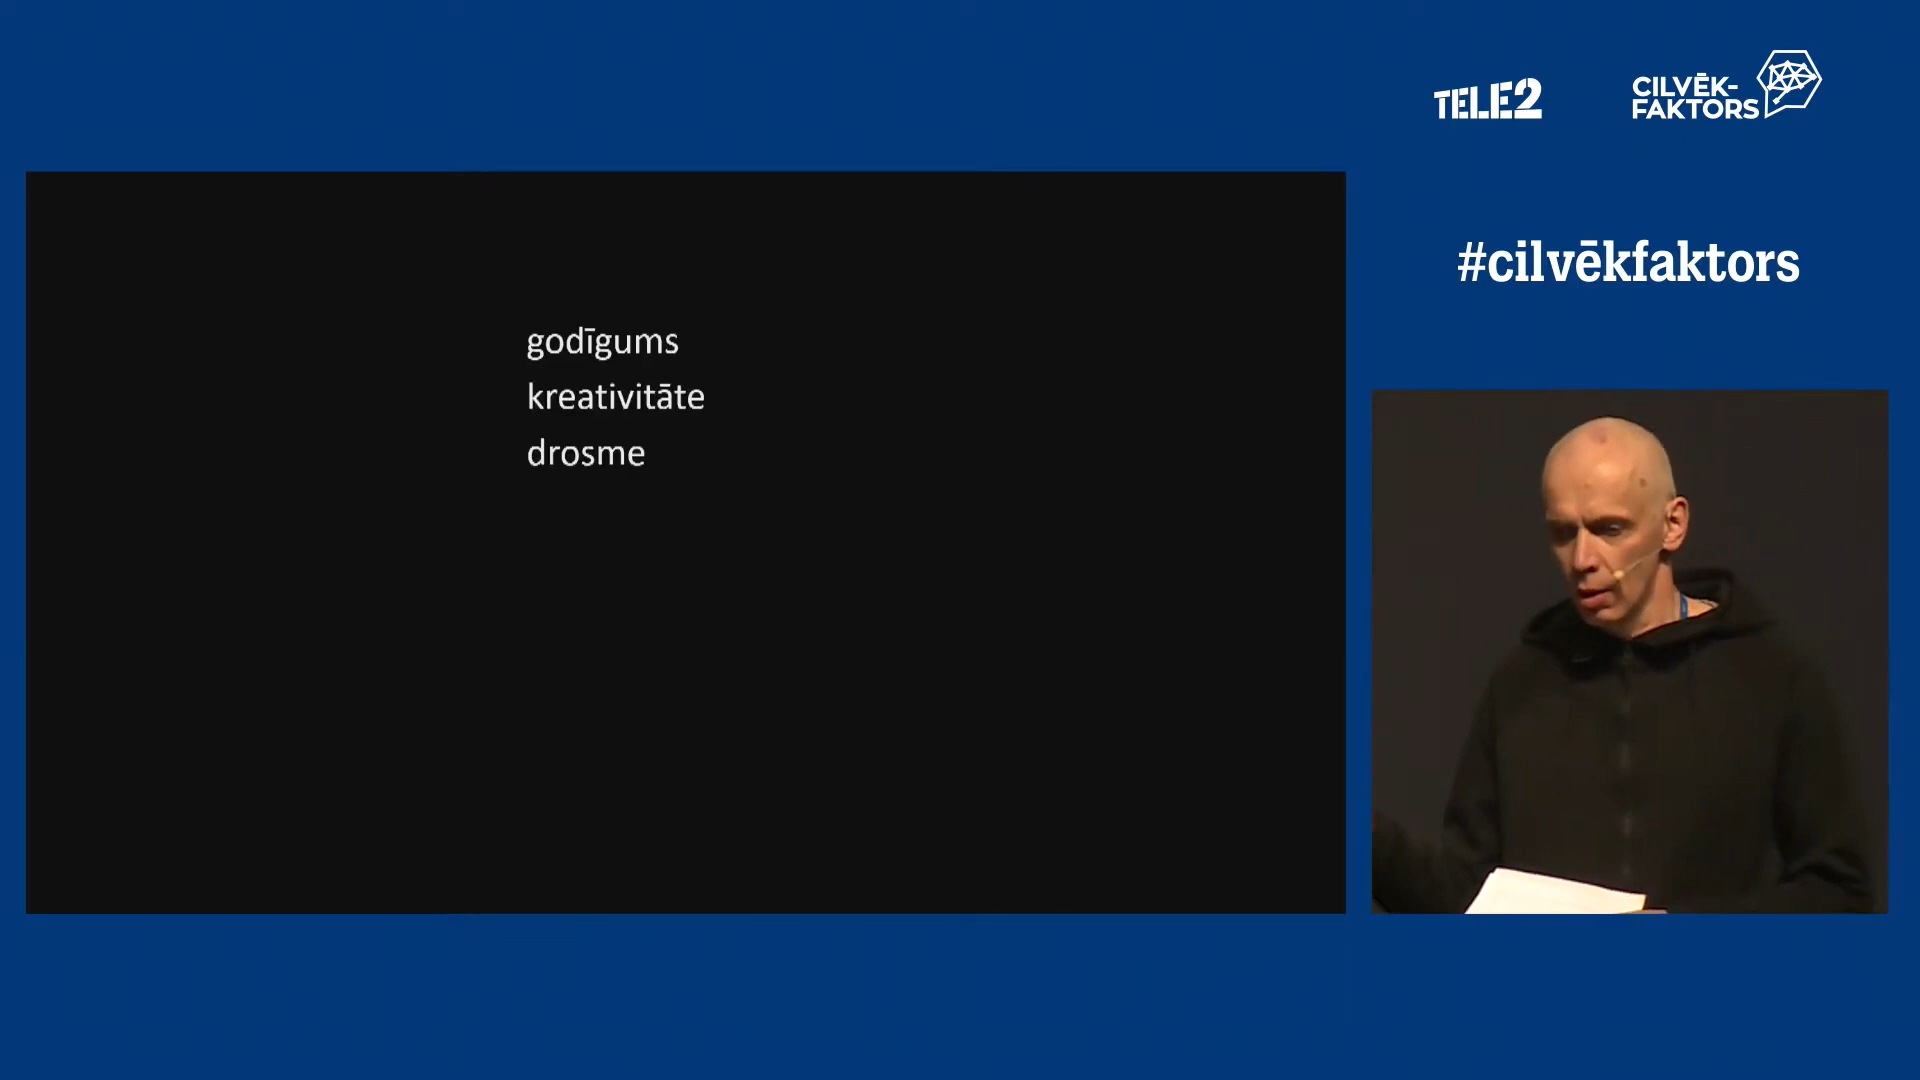 TELE2
CILVĒK-
FAKTORS
#cilvēkfaktors
godīgums
kreativitāte
drosme